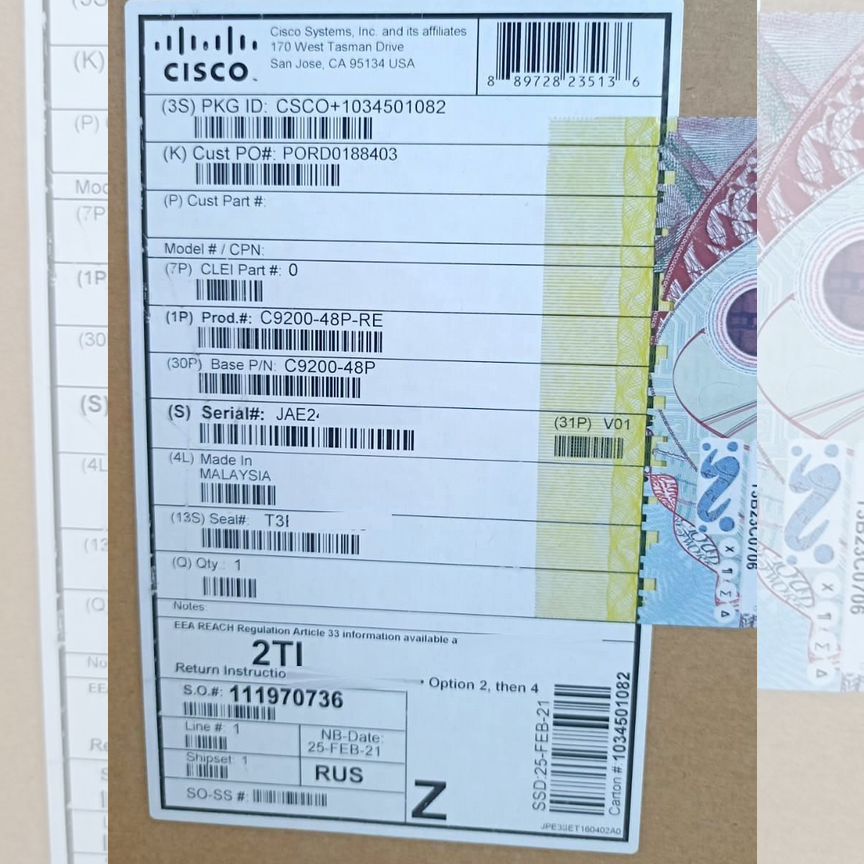 CISCO
Cisco Systems, Inc. and its affiliates
170 West Tasman Drive
San Jose, CA 95134 USA
8 89728 23513 6
(3S) PKG ID: CSCO+1034501082
(K) Cust PO#: PORD0188403
(P) Cust Part #:
Model # / CPN:
(7P) CLEI Part #: 0
(1P) Prod.#: C9200-48P-RE
(30P) Base P/N: C9200-48P
(S) Serial#: JAE24
(31P) V01
(4L) Made In
MALAYSIA
(13S) Seal#: T3
(Q) Qty.: 1
Notes:
EEA REACH Regulation Article 33 information available a
2TI
Return Instructio
Option 2, then 4
S.O.#: 111970736
Line #: 1
NB-Date:
25-FEB-21
Shipset: 1
RUS
SO-SS #:
Z
SSD:25-FEB-21
Carton #:1034501082